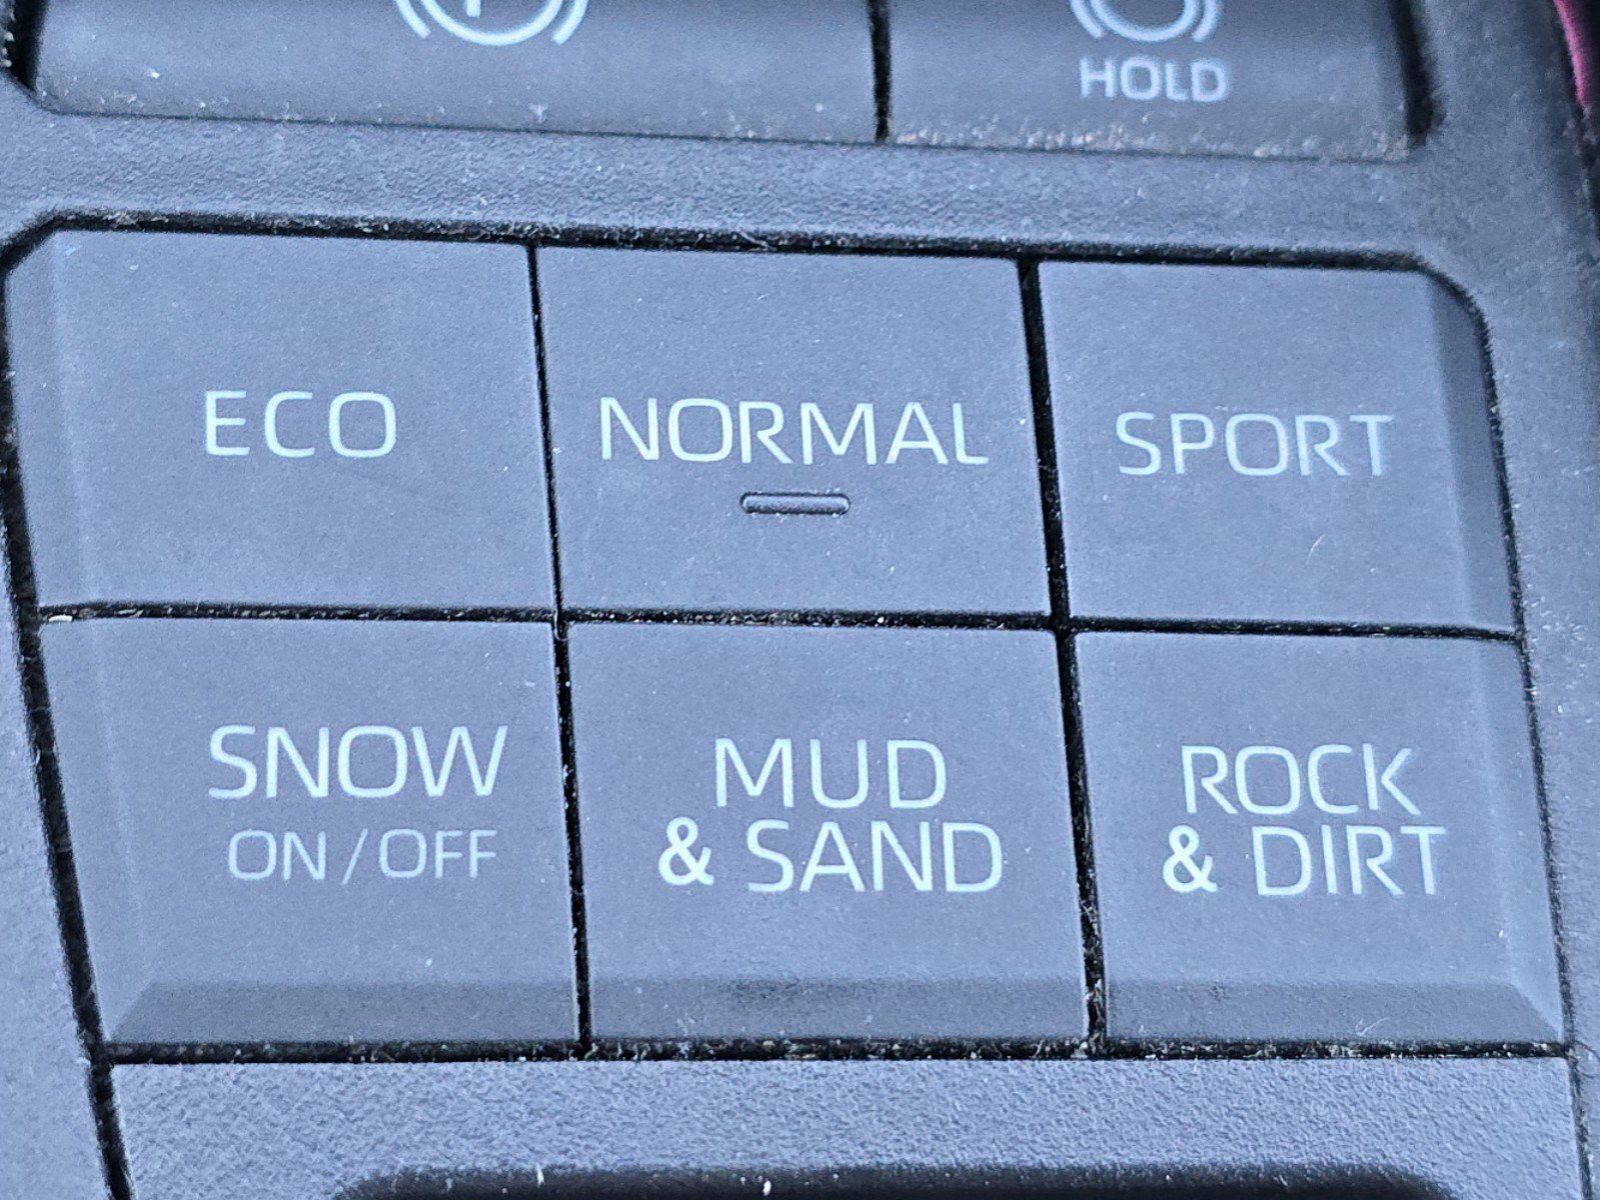 HOLD
ECO
NORMAL
SPORT
SNOW
ON/OFF
MUD
& SAND
ROCK
& DIRT